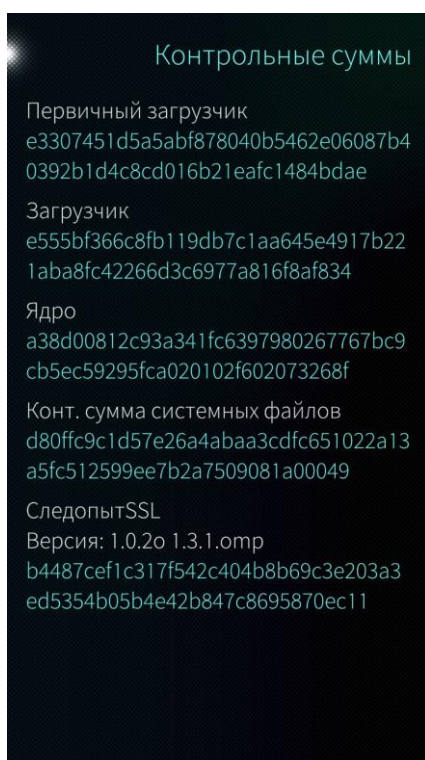 Контрольные суммы
Первичный загрузчик
e3307451d5a5abf878040b5462e06087b4
0392b1d4c8cd016b21eafc1484bdae
Загрузчик
e555bf366c8fb119db7c1aa645e4917b22
1aba8fc42266d3c6977a816f8af834
Ядро
a38d00812c93a341fc6397980267767bc9
cb5ec59295fca020102f602073268f
Конт. сумма системных файлов
d80ffc9c1d57e26a4abaa3cdfc651022a13
a5fc512599ee7b2a7509081a00049
СледопытSSL
Версия: 1.0.2o 1.3.1.omp
b4487cef1c317f542c404b8b69c3e203a3
ed5354b05b4e42b847c8695870ec11